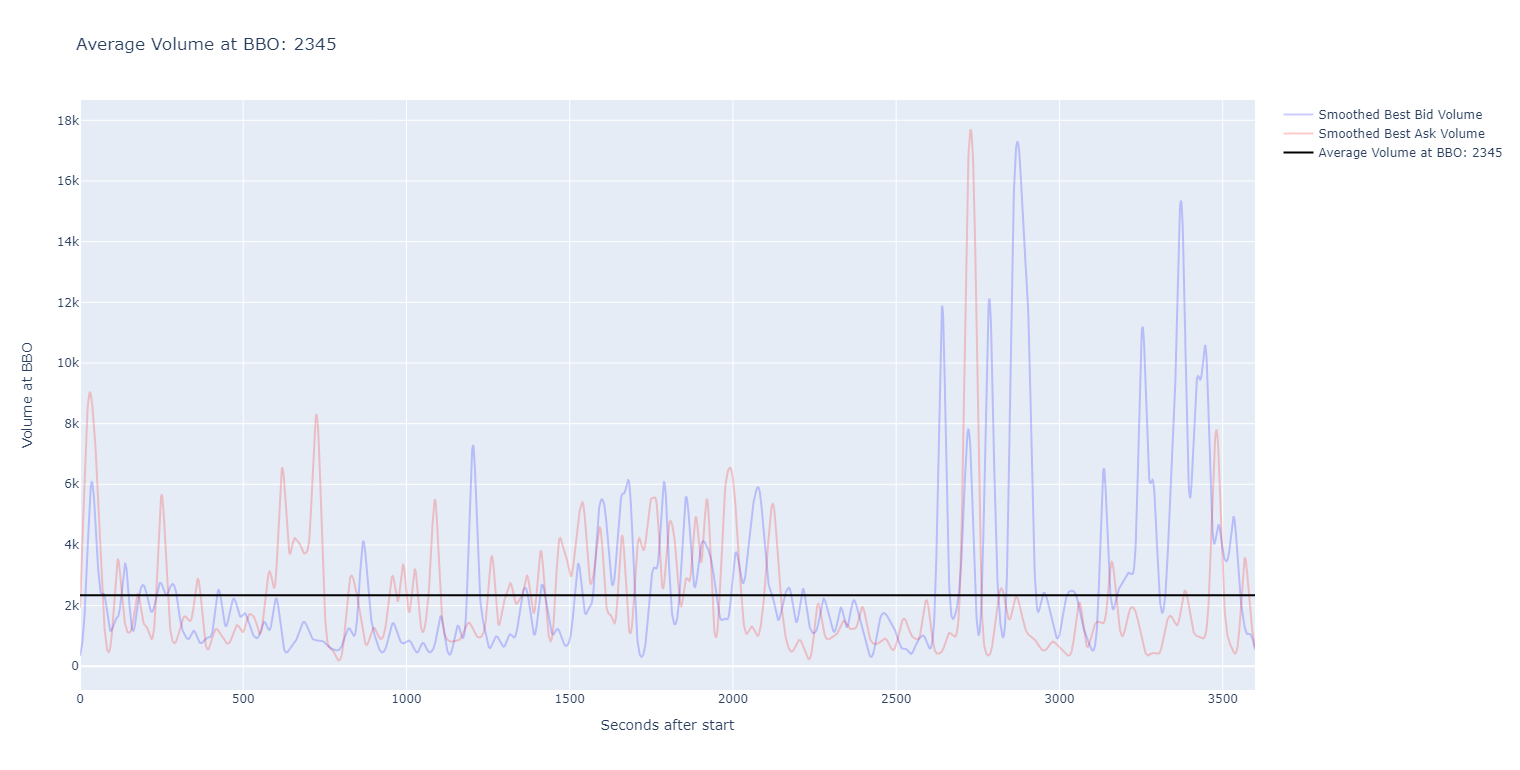 Average Volume at BBO: 2345
Smoothed Best Bid Volume
Smoothed Best Ask Volume
Average Volume at BBO: 2345
Volume at BBO
18k
16k
14k
12k
10k
8k
6k
4k
2k
0
0 500 1000 1500 2000 2500 3000 3500
Seconds after start